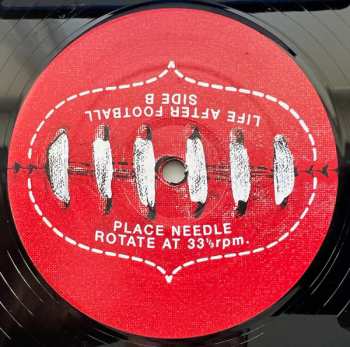 LIFE AFTER FOOTBALL
SIDE B
PLACE NEEDLE
ROTATE AT 33⅓rpm.